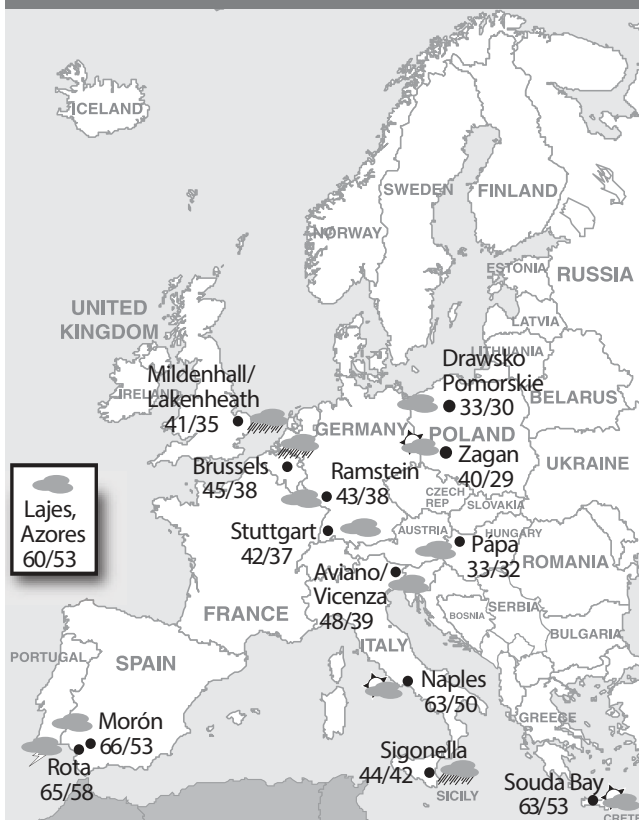 ICELAND
SWEDEN
FINLAND
NORWAY
ESTONIA
RUSSIA
LATVIA
LITHUANIA
UNITED
KINGDOM
IRELAND
Mildenhall/
Lakenheath
41/35
Drawsko
Pomorskie
33/30
BELARUS
GERMANY
POLAND
Zagan
40/29
UKRAINE
Brussels
45/38
Ramstein
43/38
CZECH
REP
SLOVAKIA
Lajes,
Azores
60/53
Stuttgart
42/37
AUSTRIA
HUNGARY
Pápa
33/32
ROMANIA
Aviano/
Vicenza
48/39
FRANCE
BOSNIA
SERBIA
BULGARIA
ITALY
PORTUGAL
SPAIN
Naples
63/50
GREECE
Morón
66/53
Rota
65/58
Sigonella
44/42
SICILY
Souda Bay
63/53
CRETE